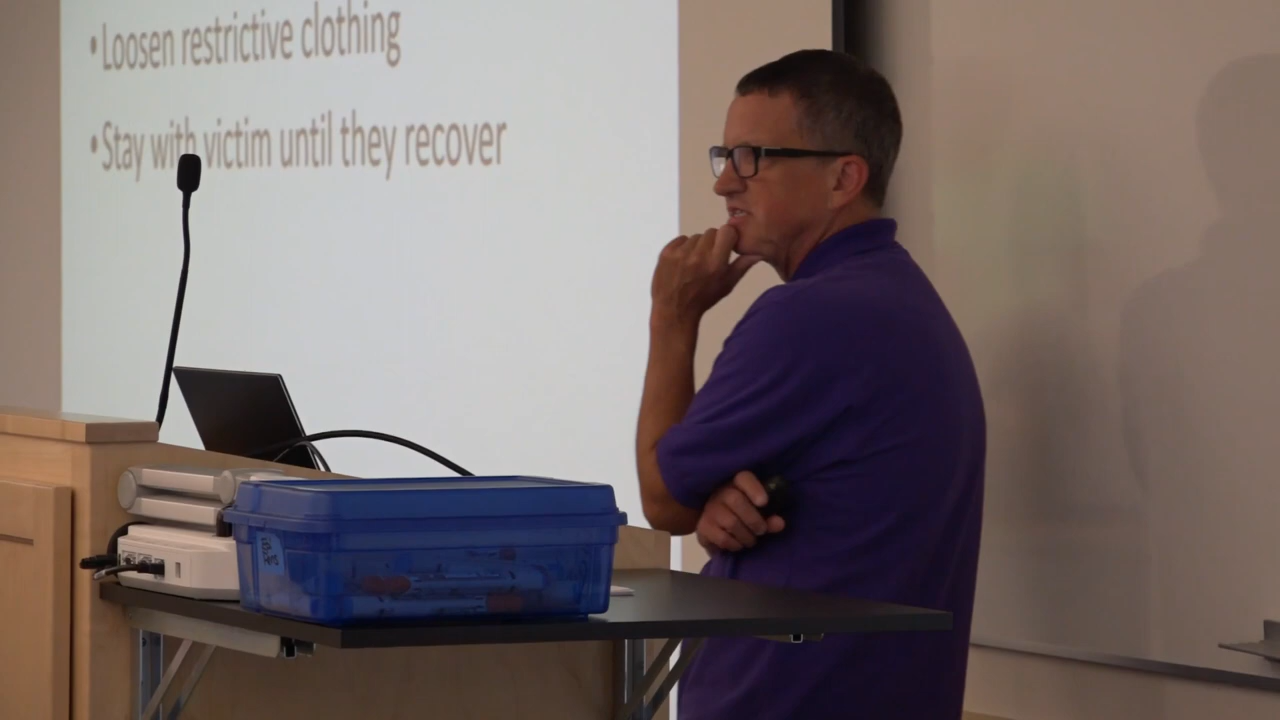 •Loosen restrictive clothing
•Stay with victim until they recover